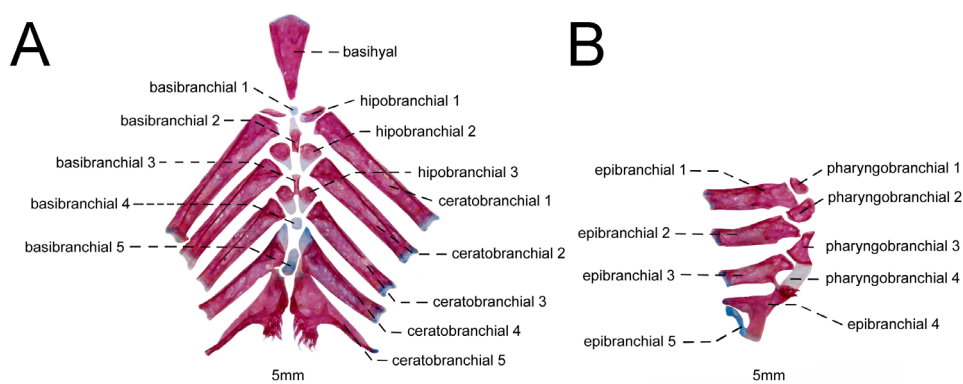 A
basihyal
basibranchial 1
hipobranchial 1
basibranchial 2
hipobranchial 2
basibranchial 3
hipobranchial 3
ceratobranchial 1
basibranchial 4
basibranchial 5
ceratobranchial 2
ceratobranchial 3
ceratobranchial 4
ceratobranchial 5
5mm
B
epibranchial 1
pharyngobranchial 1
pharyngobranchial 2
epibranchial 2
pharyngobranchial 3
epibranchial 3
pharyngobranchial 4
epibranchial 4
epibranchial 5
5mm